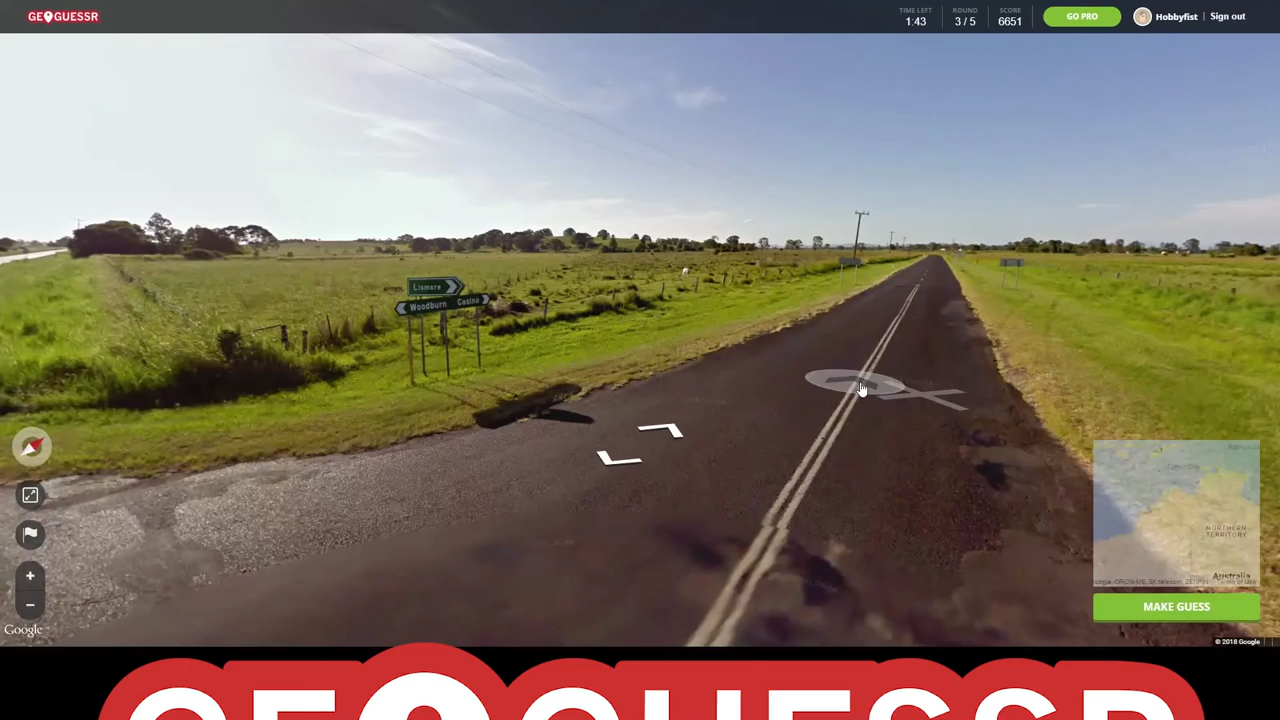 GEOGUESSR
TIME LEFT
1:43
ROUND
3 / 5
SCORE
6651
GO PRO
Hobbyfist
Sign out
Lismore
Woodburn Casino
NORTHERN
TERRITORY
Australia
MAKE GUESS
Google
© 2018 Google
GEOGUESSR